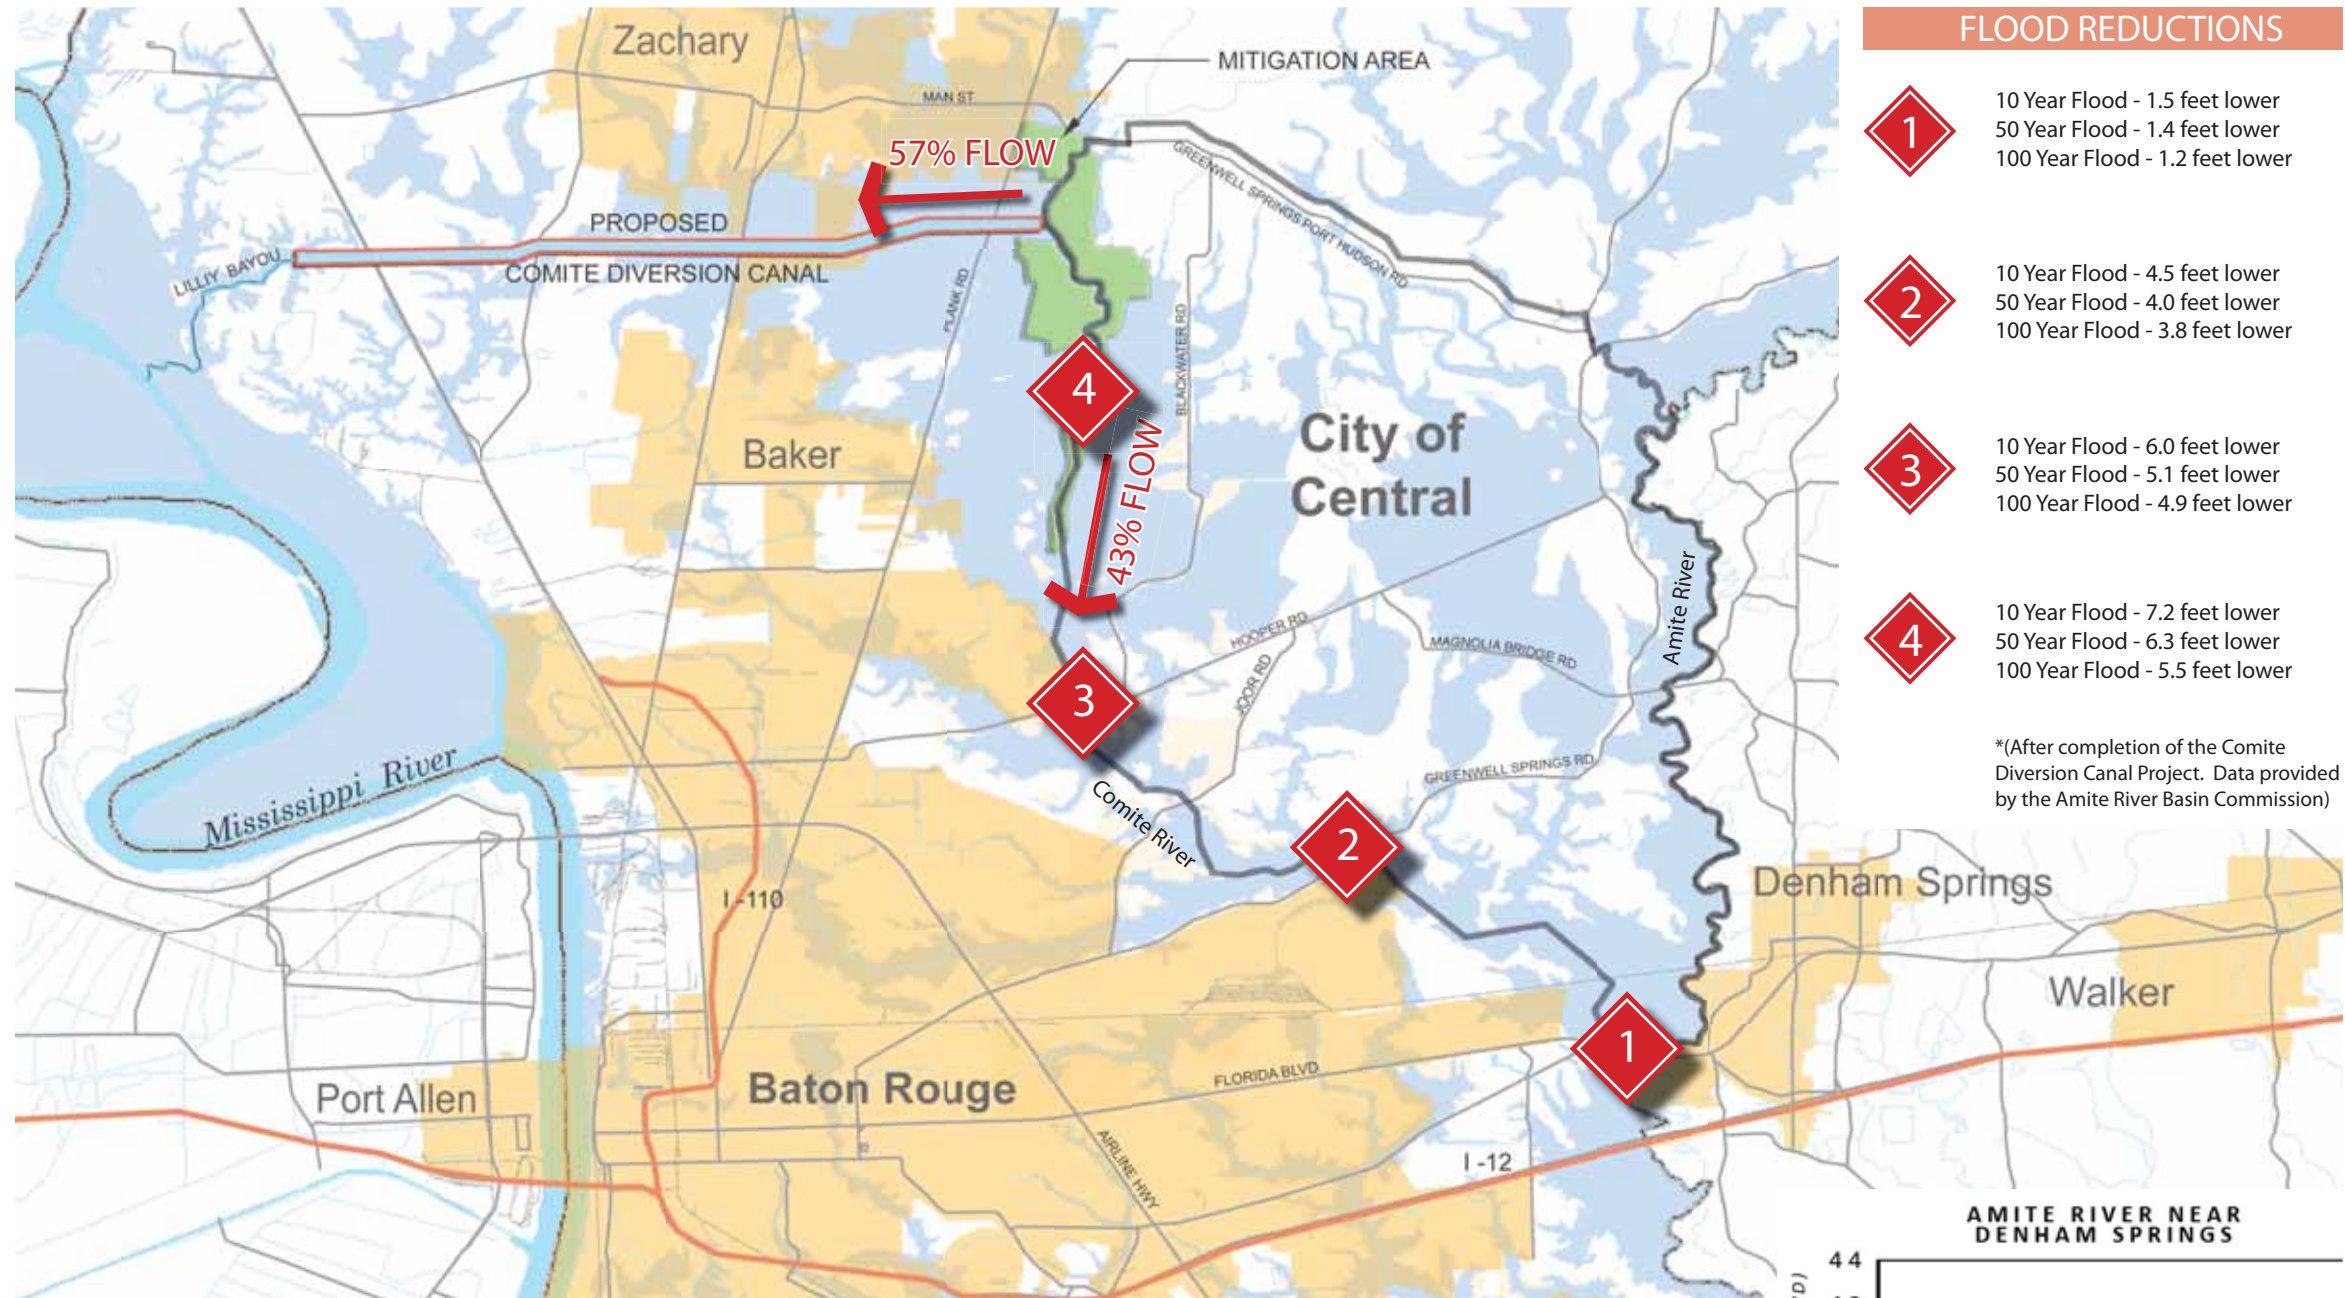 Zachary
MITIGATION AREA
MAN ST
57% FLOW
GREENWELL SPRINGS PORT HUDSON RD
PROPOSED
COMITE DIVERSION CANAL
LILLIY BAYOU
PLANK RD
BLACKWATER RD
4
City of
Central
Baker
43% FLOW
Amite River
HOOPER RD
MAGNOLIA BRIDGE RD
JOOR RD
3
Mississippi River
GREENWELL SPRINGS RD
Comite River
2
Denham Springs
I-110
Walker
1
FLORIDA BLVD
Baton Rouge
Port Allen
AIRLINE HWY
I-12
FLOOD REDUCTIONS
1
10 Year Flood - 1.5 feet lower
50 Year Flood - 1.4 feet lower
100 Year Flood - 1.2 feet lower
2
10 Year Flood - 4.5 feet lower
50 Year Flood - 4.0 feet lower
100 Year Flood - 3.8 feet lower
3
10 Year Flood - 6.0 feet lower
50 Year Flood - 5.1 feet lower
100 Year Flood - 4.9 feet lower
4
10 Year Flood - 7.2 feet lower
50 Year Flood - 6.3 feet lower
100 Year Flood - 5.5 feet lower
*(After completion of the Comite
Diversion Canal Project. Data provided
by the Amite River Basin Commission)
AMITE RIVER NEAR
DENHAM SPRINGS
44